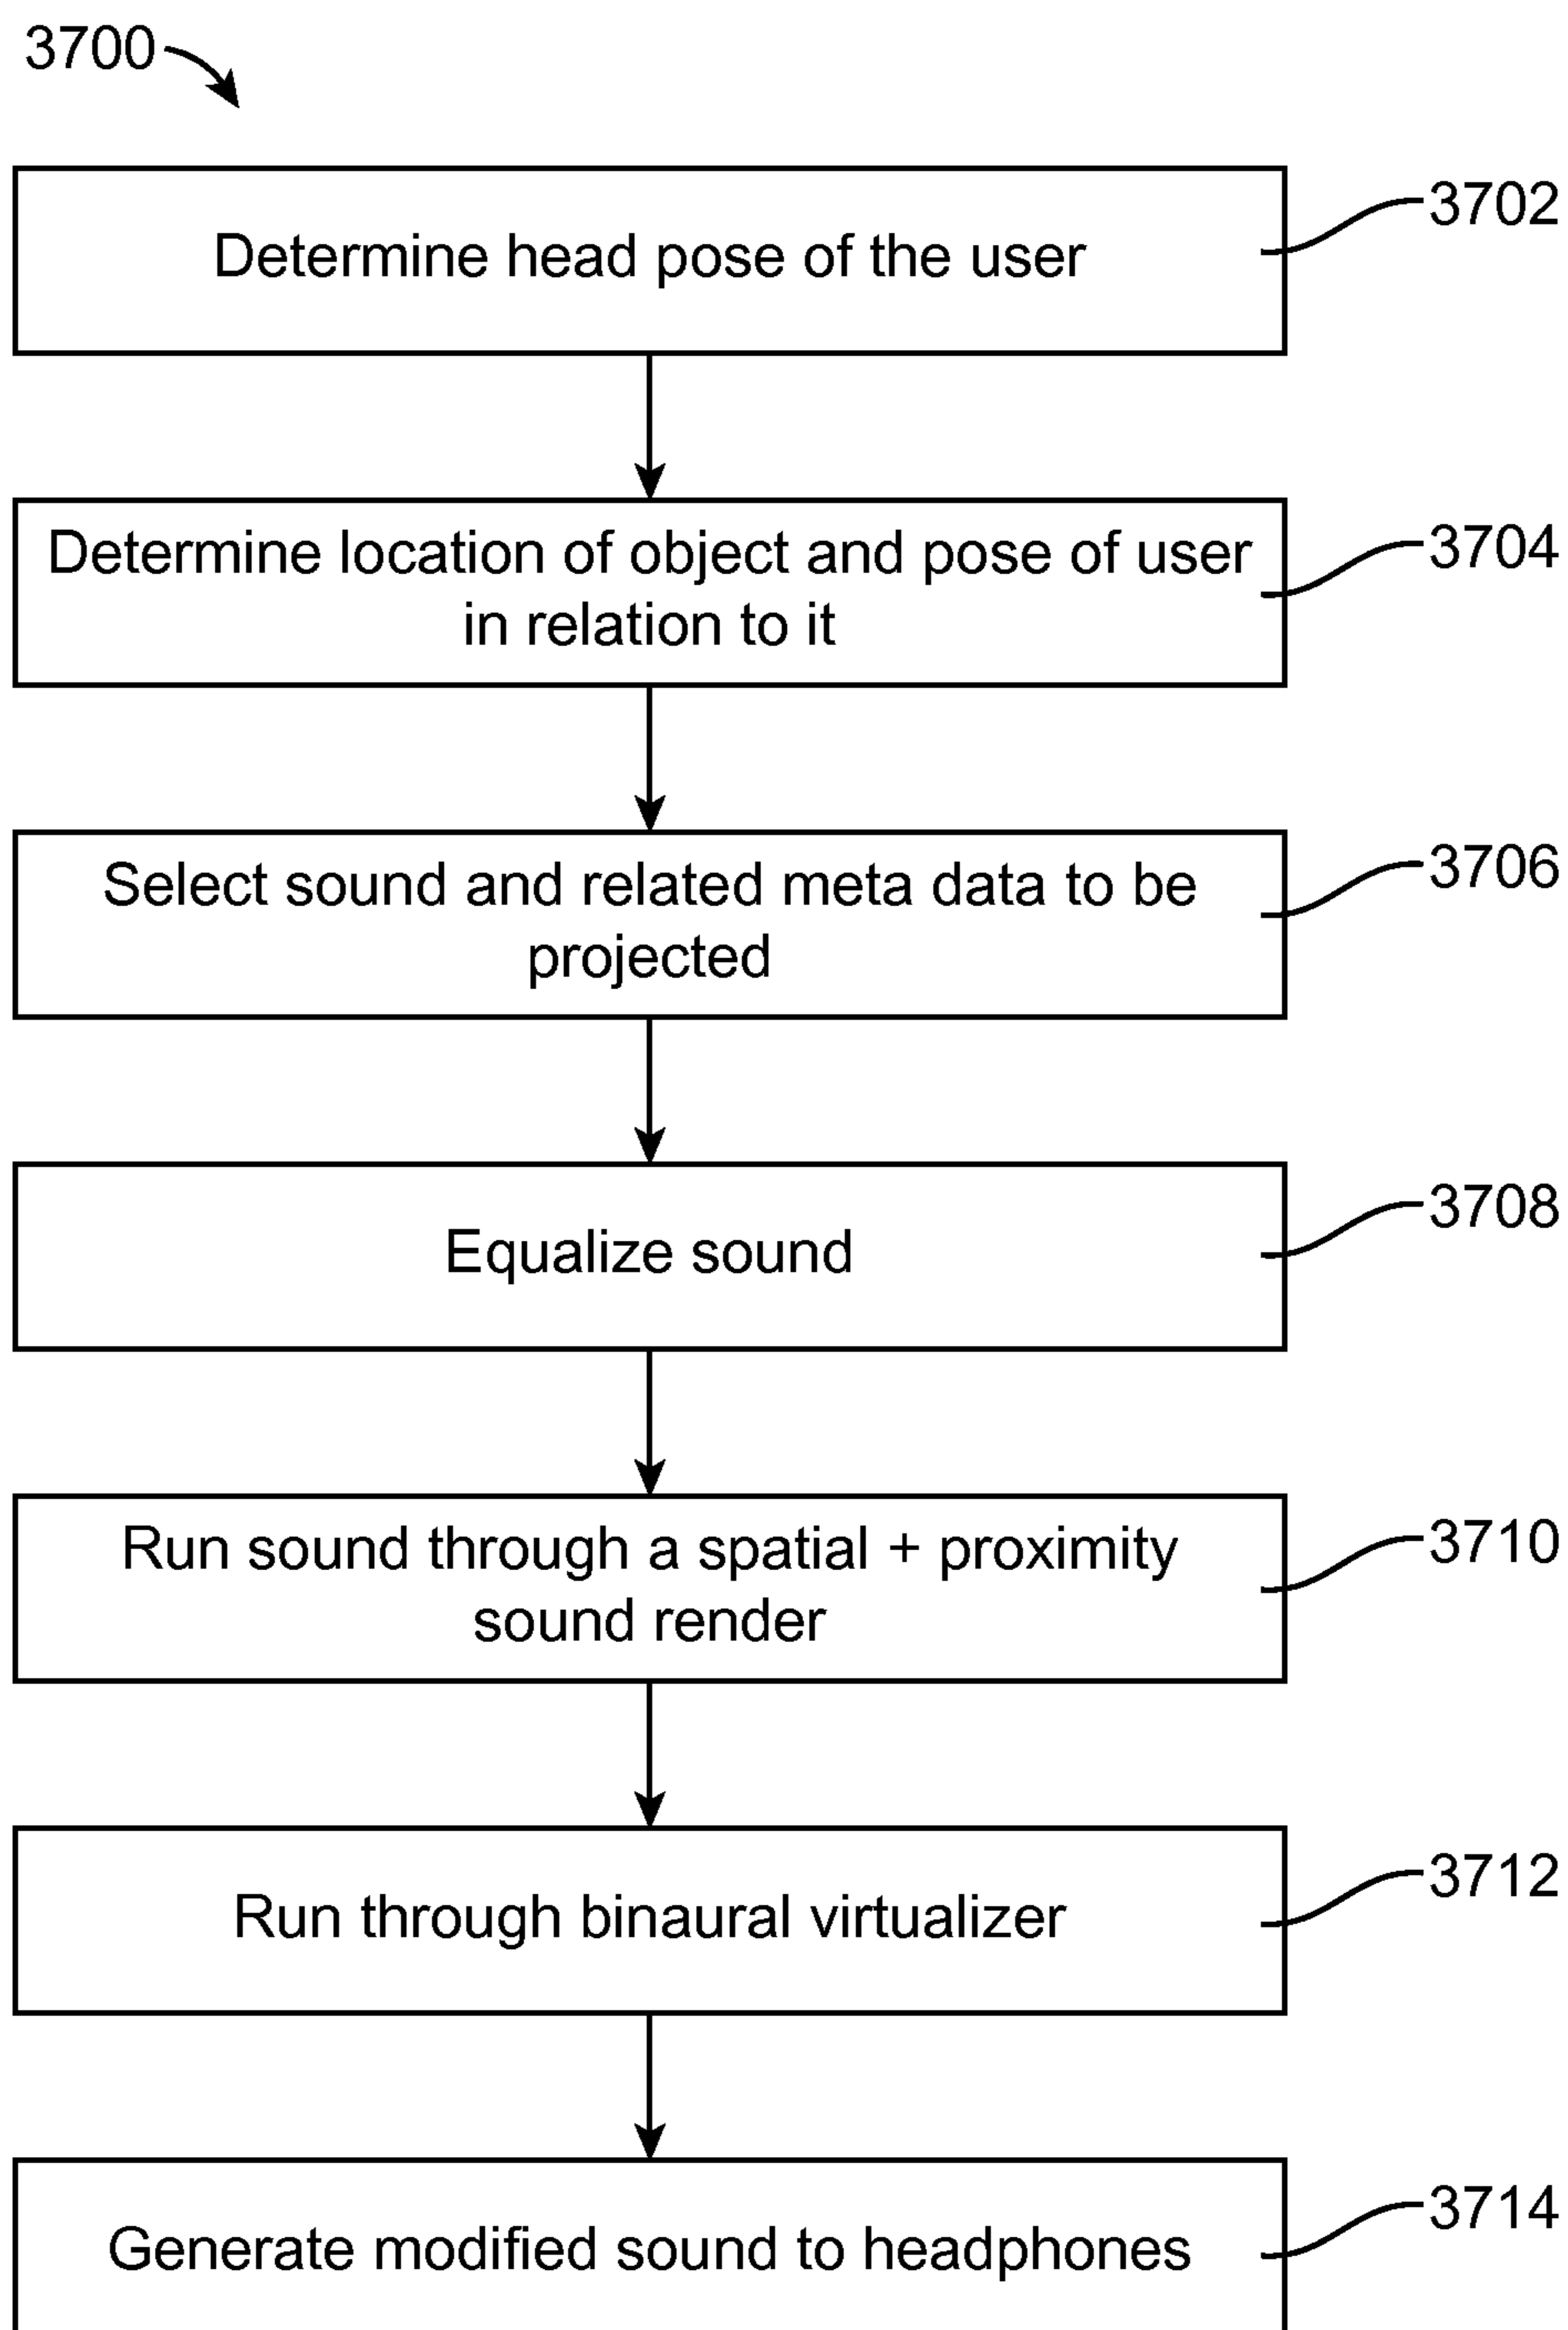 3700
Determine head pose of the user
3702
Determine location of object and pose of user
in relation to it
3704
Select sound and related meta data to be
projected
3706
Equalize sound
3708
Run sound through a spatial + proximity
sound render
3710
Run through binaural virtualizer
3712
Generate modified sound to headphones
3714